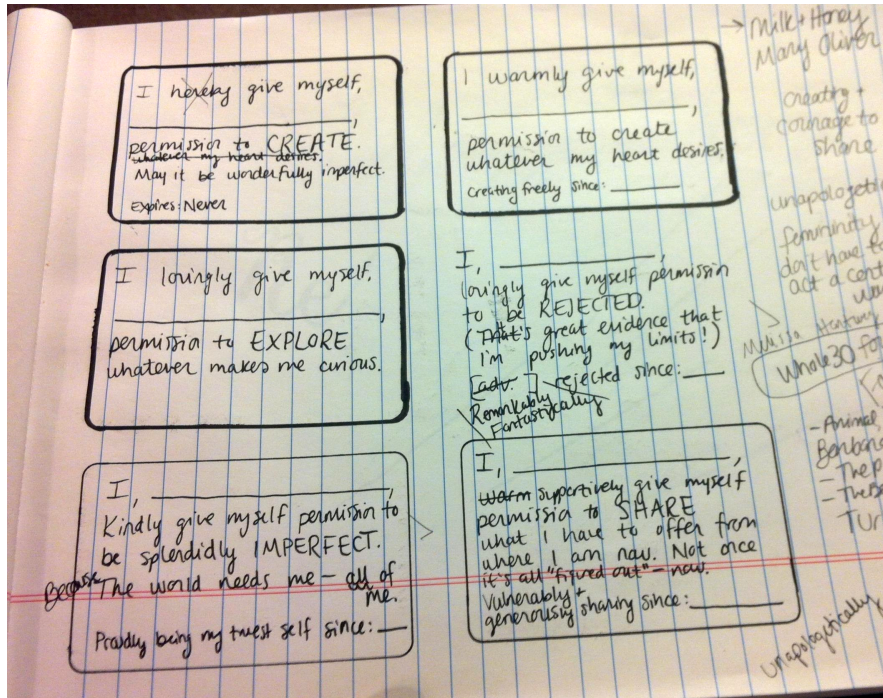 I hereby give myself,
permission to CREATE.
whatever my heart desires.
May it be wonderfully imperfect.
Expires: Never
I warmly give myself,
permission to create
whatever my heart desires.
Creating freely since:
I lovingly give myself,
permission to EXPLORE
whatever makes me curious.
I,
lovingly give myself permission
to be REJECTED.
(That's great evidence that
I'm pushing my limits!)
[adv. ] rejected since:
Remarkably
Fantastically
I,
Kindly give myself permission to
be splendidly IMPERFECT.
Because The world needs me - all of
me.
Proudly being my truest self since:
I,
warm supportively give myself
permission to SHARE
what I have to offer from
where I am now. Not once
it's all "figured out" - now.
Vulnerably +
generously sharing since:
→ Milk + Honey
Mary Oliver
Creating +
courage to
share
femininity
don't have to
act a
Melissa
Whole30
- Animal,
unapologetically